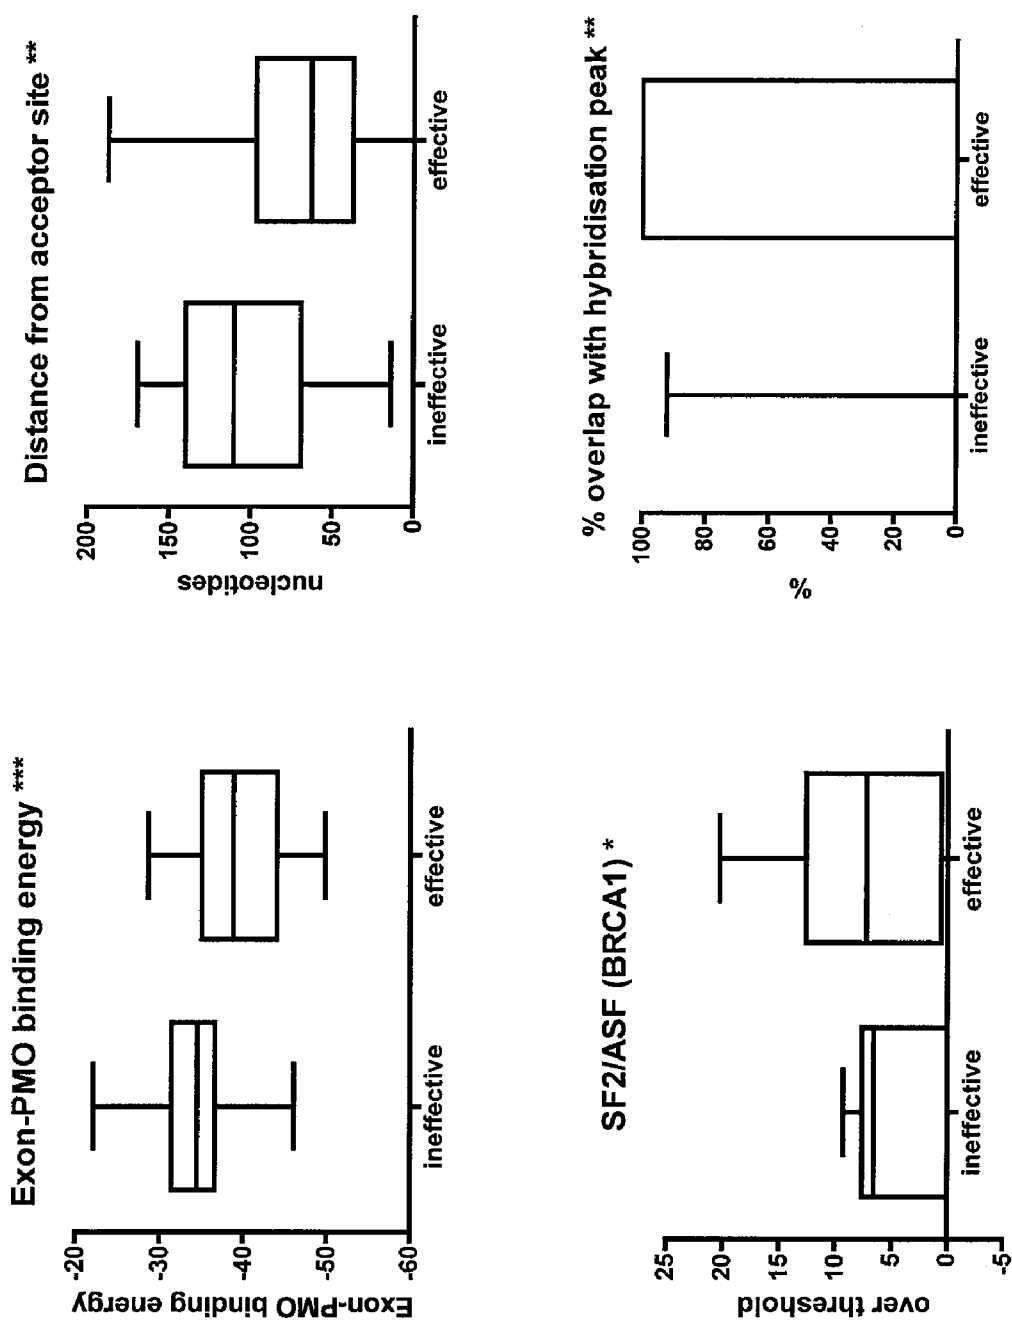 Exon-PMO binding energy ***
Exon-PMO binding energy
-20
-30
-40
-50
-60
ineffective
effective
Distance from acceptor site **
nucleotides
200
150
100
50
0
ineffective
effective
SF2/ASF (BRCA1) *
over threshold
25
20
15
10
5
0
-5
ineffective
effective
% overlap with hybridisation peak **
%
100
80
60
40
20
0
ineffective
effective